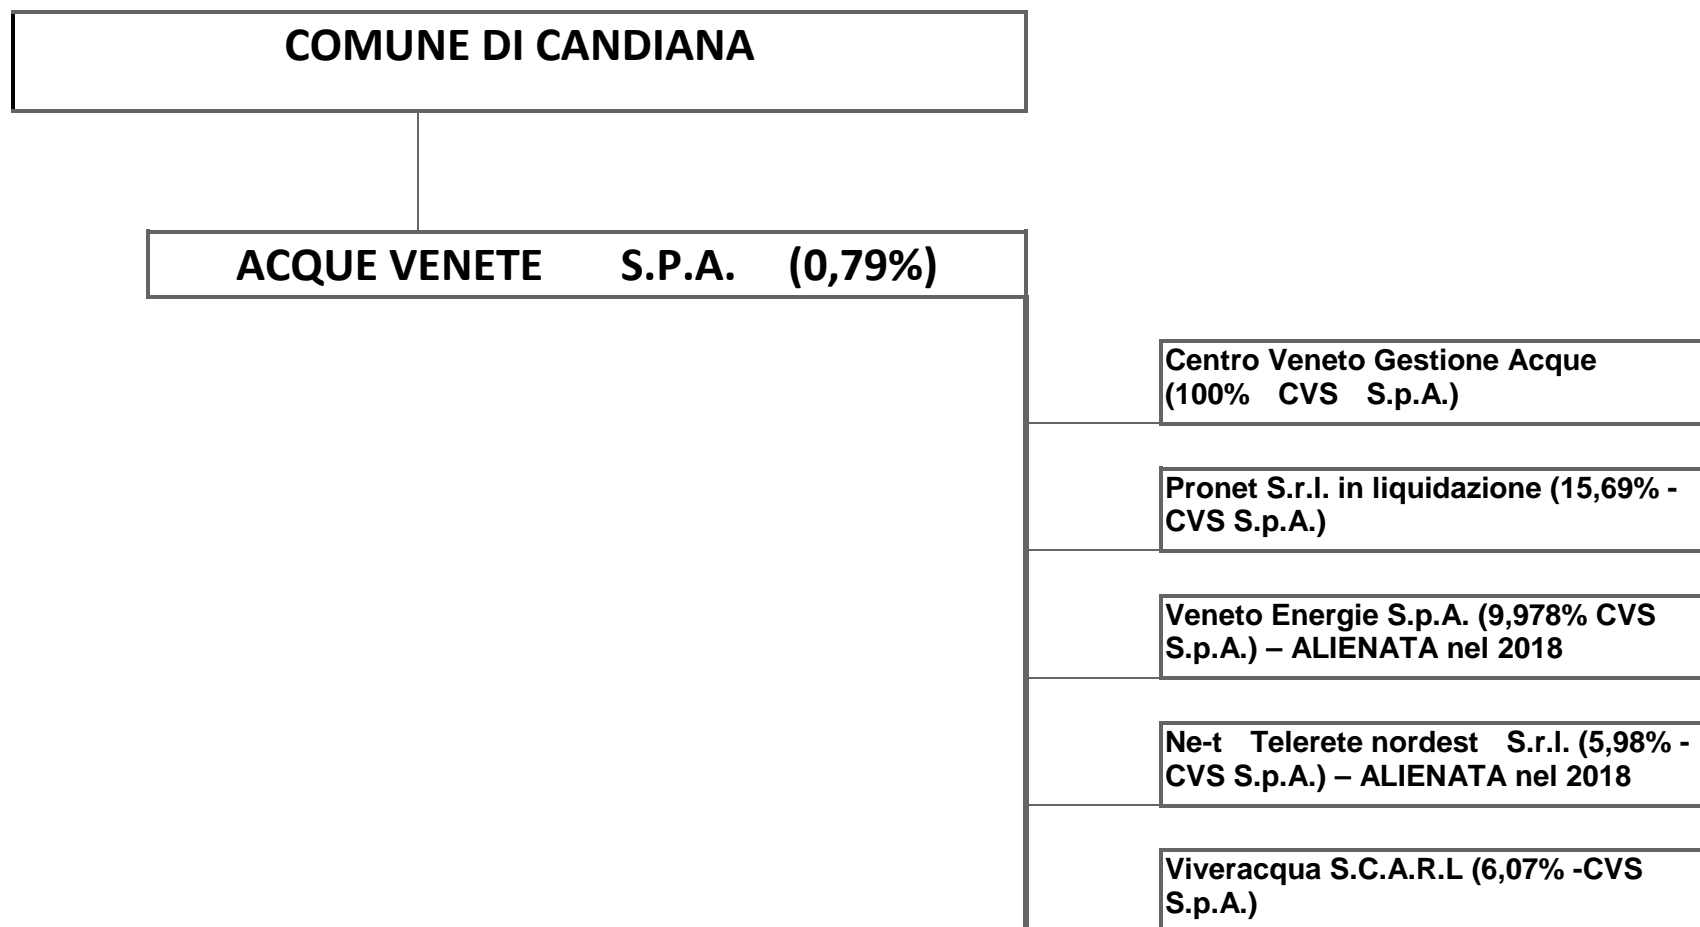 COMUNE DI CANDIANA
ACQUE VENETE S.P.A. (0,79%)
Centro Veneto Gestione Acque
(100% CVS S.p.A.)
Pronet S.r.l. in liquidazione (15,69% -
CVS S.p.A.)
Veneto Energie S.p.A. (9,978% CVS
S.p.A.) – ALIENATA nel 2018
Ne-t Telerete nordest S.r.l. (5,98% -
CVS S.p.A.) – ALIENATA nel 2018
Viveracqua S.C.A.R.L (6,07% -CVS
S.p.A.)